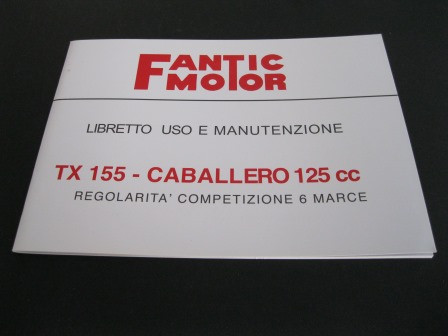 FANTIC
MOTOR
LIBRETTO USO E MANUTENZIONE
TX 155 - CABALLERO 125 cc
REGOLARITA' COMPETIZIONE 6 MARCE